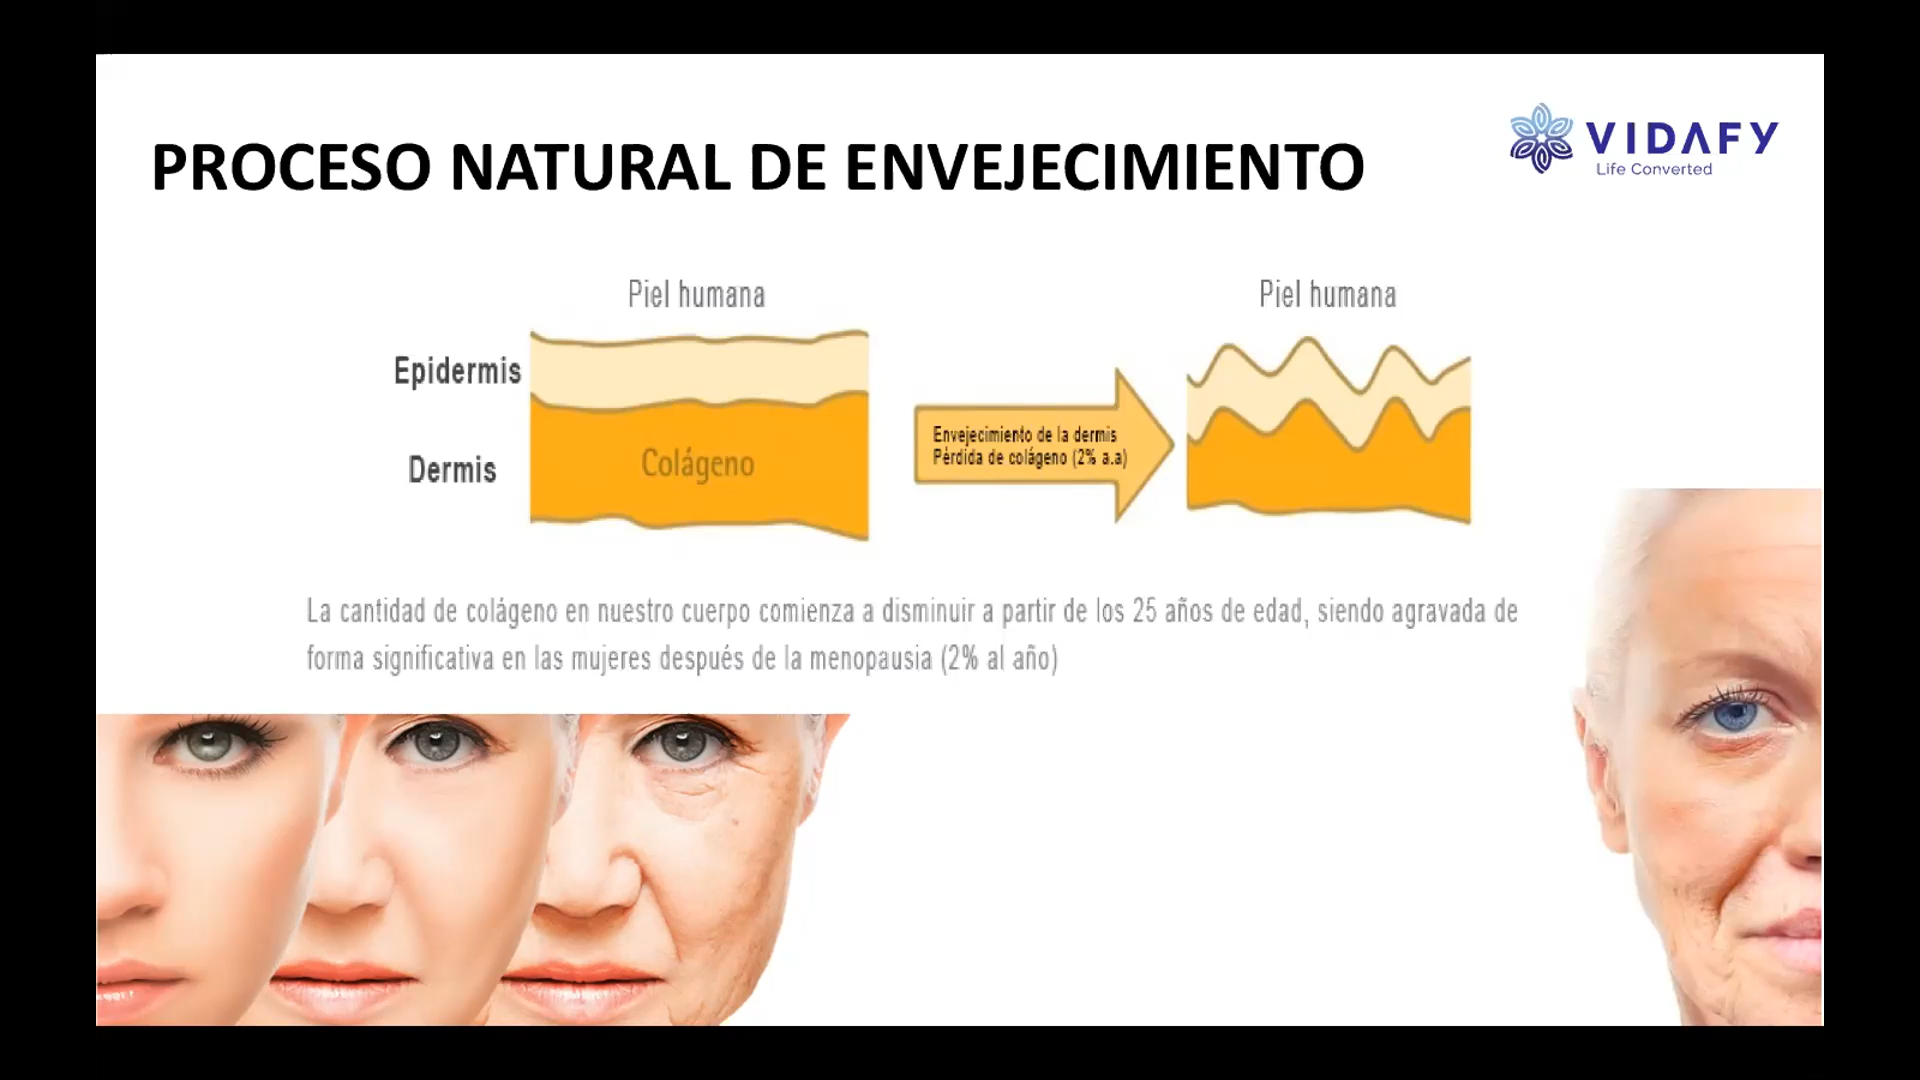 PROCESO NATURAL DE ENVEJECIMIENTO
VIDAFY
Life Converted
Piel humana
Piel humana
Epidermis
Dermis
Colágeno
Envejecimiento de la dermis
Pérdida de colágeno (2% a.a)
La cantidad de colágeno en nuestro cuerpo comienza a disminuir a partir de los 25 años de edad, siendo agravada de
forma significativa en las mujeres después de la menopausia (2% al año)